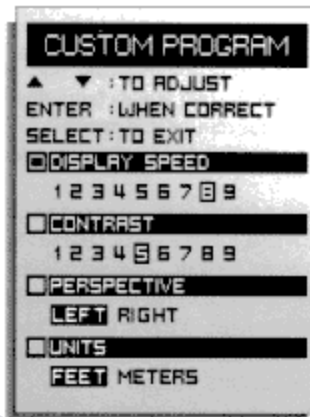 CUSTOM PROGRAM
▲ ▼ : TO ADJUST
ENTER : WHEN CORRECT
SELECT : TO EXIT
DISPLAY SPEED
1 2 3 4 5 6 7 8 9
CONTRAST
1 2 3 4 5 6 7 8 9
PERSPECTIVE
LEFT RIGHT
UNITS
FEET METERS